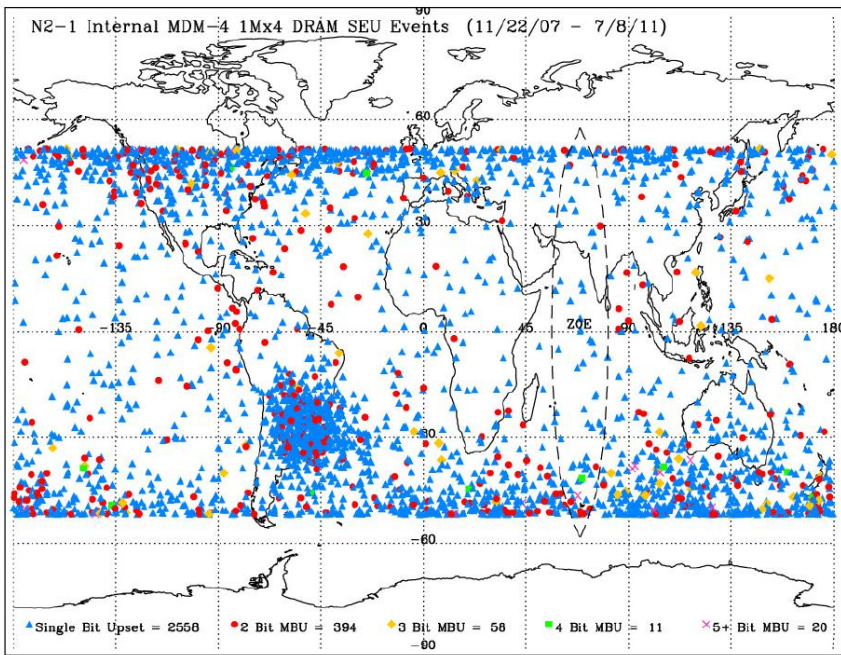 90
N2-1 Internal MDM-4 1Mx4 DRAM SEU Events (11/22/07 - 7/8/11)
60
30
-135 -90 -45 0 45 ZOE 90 135 180
-30
-60
Single Bit Upset = 2558 2 Bit MBU = 394 3 Bit MBU = 58 4 Bit MBU = 11 5+ Bit MBU = 20
-90